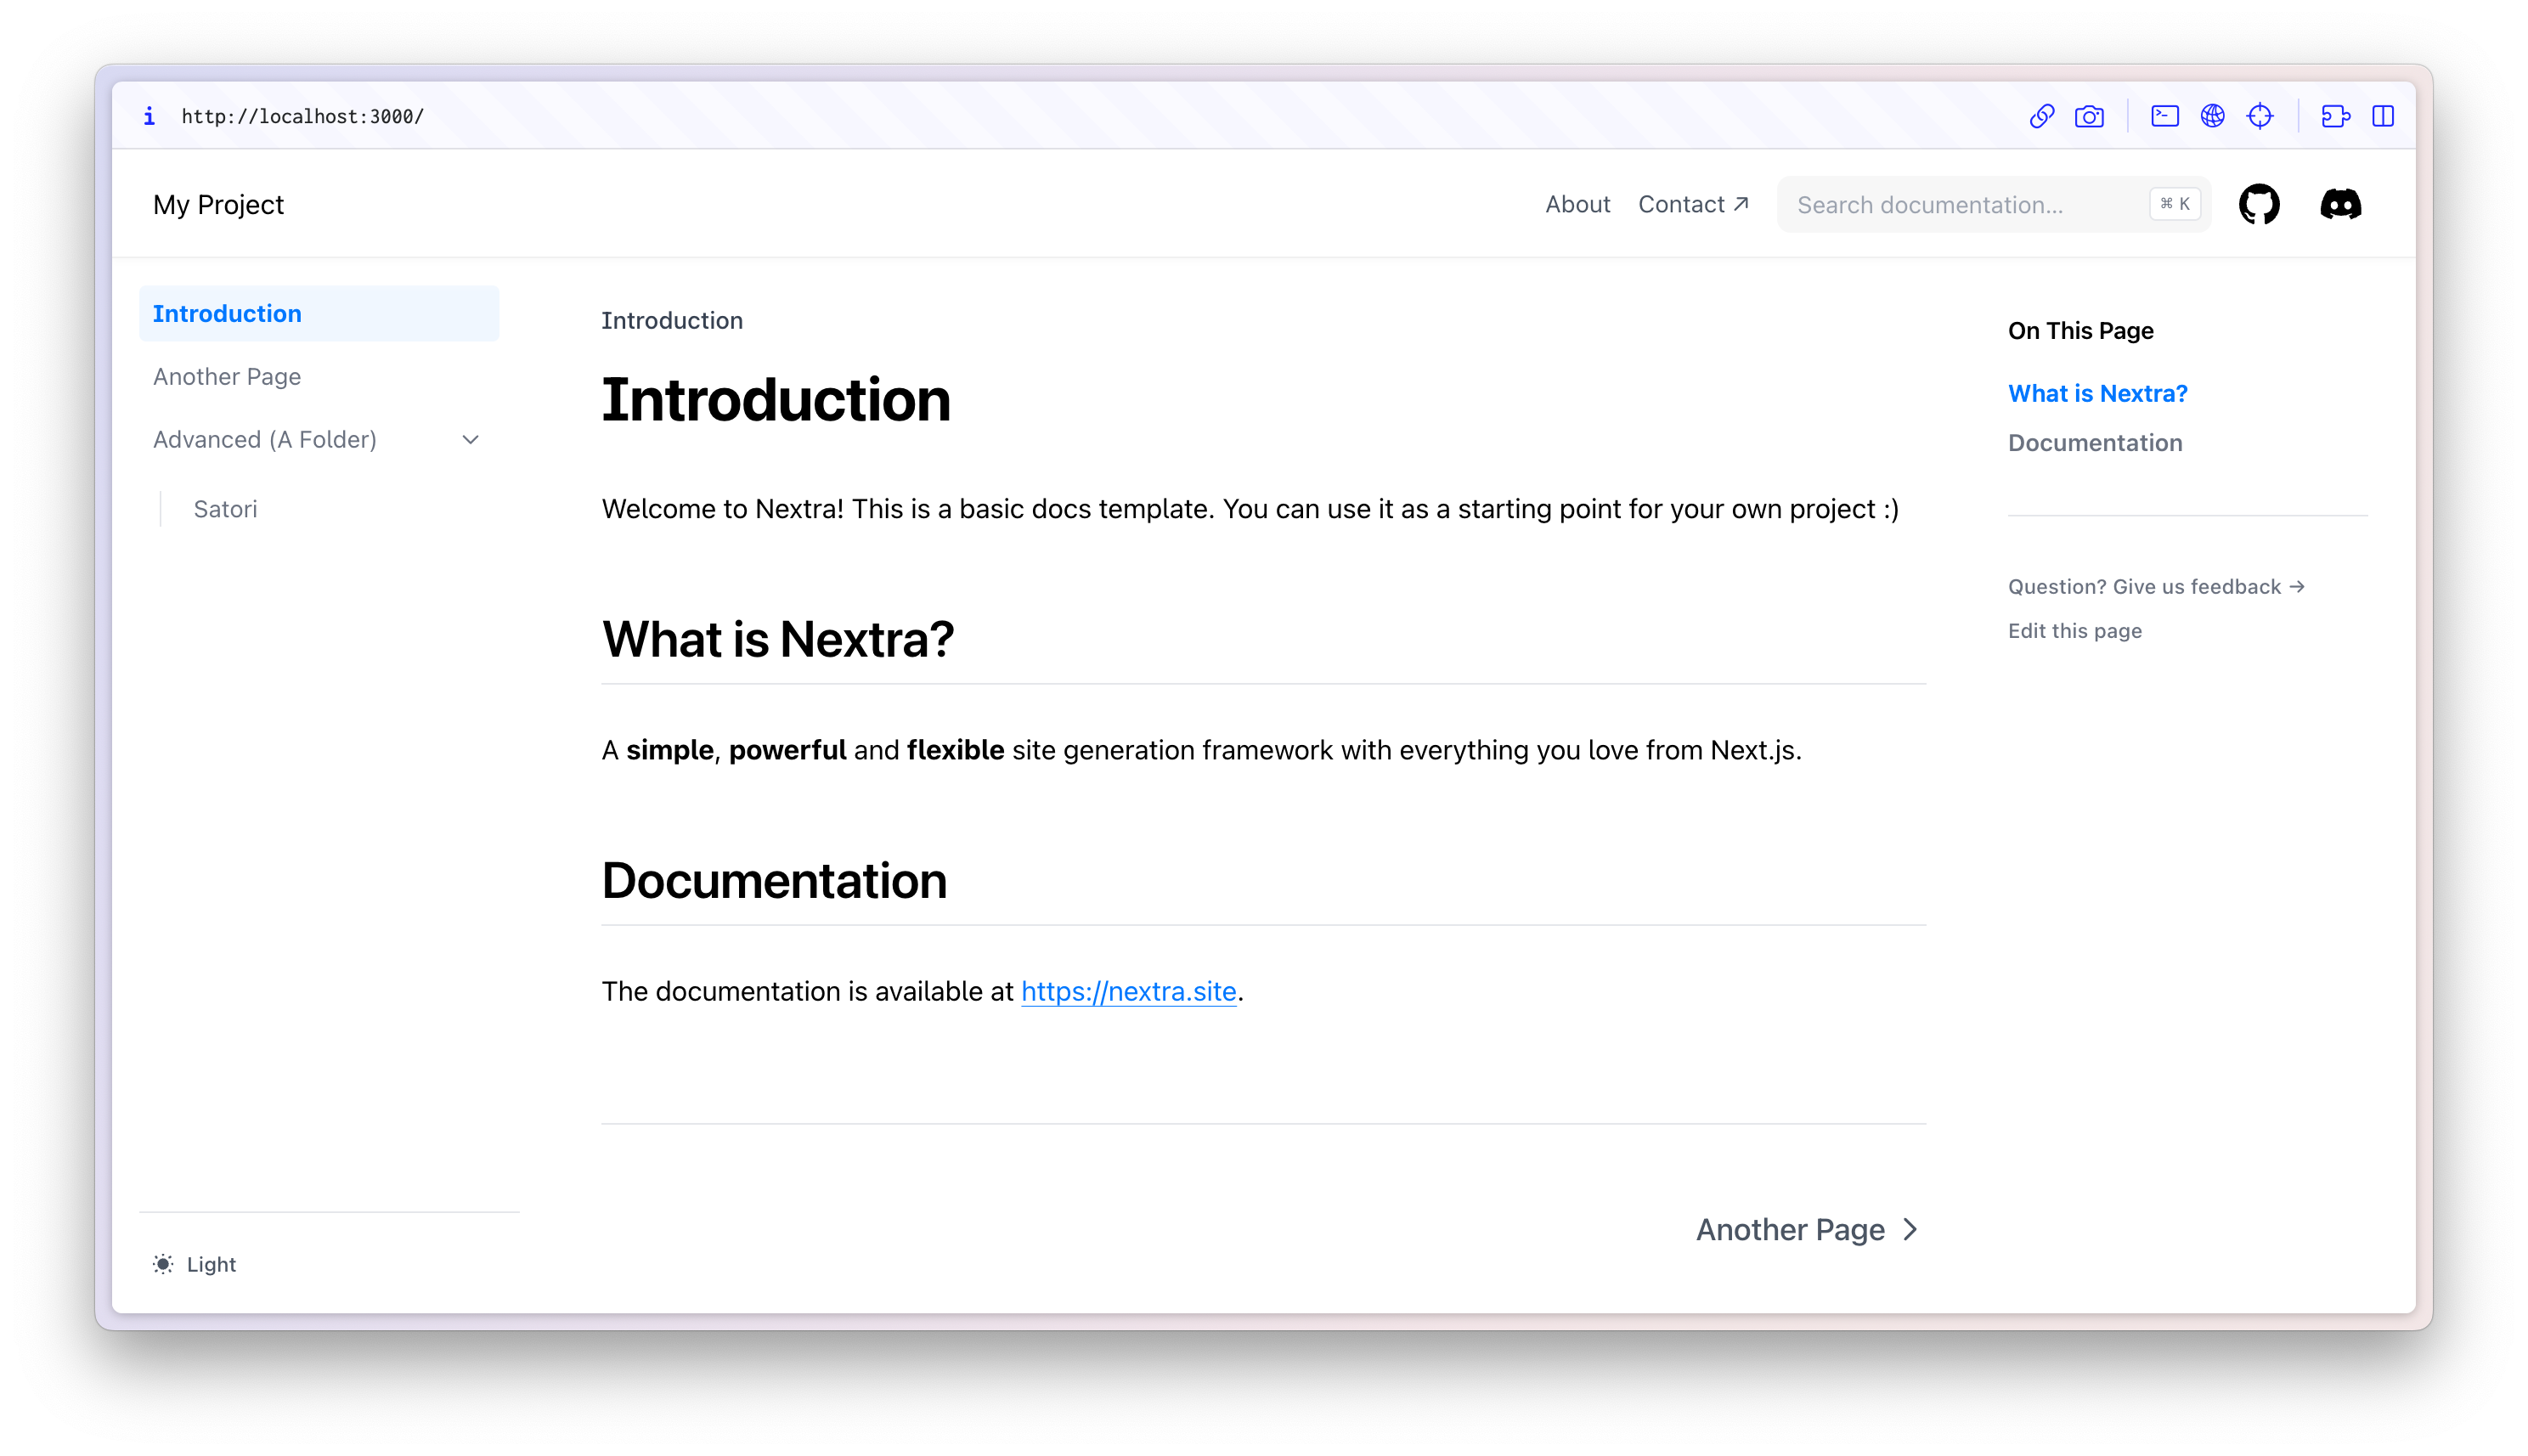 http://localhost:3000/
My Project
About
Contact ↗
Search documentation...
⌘ K
Introduction
Another Page
Advanced (A Folder)
Satori
Light
Introduction
Introduction
Welcome to Nextra! This is a basic docs template. You can use it as a starting point for your own project :)
What is Nextra?
A simple, powerful and flexible site generation framework with everything you love from Next.js.
Documentation
The documentation is available at https://nextra.site.
Another Page
On This Page
What is Nextra?
Documentation
Question? Give us feedback →
Edit this page